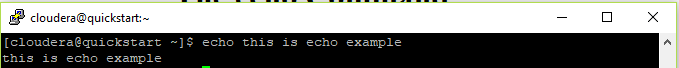 cloudera@quickstart:~
[cloudera@quickstart ~]$ echo this is echo example
this is echo example